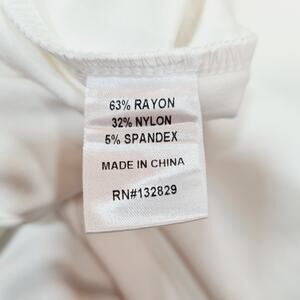 63% RAYON
32% NYLON
5% SPANDEX
MADE IN CHINA
RN#132829